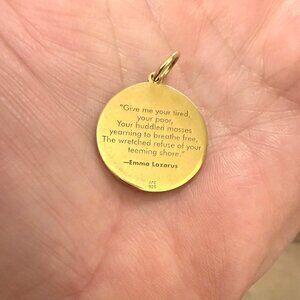 "Give me your tired,
your poor,
Your huddled masses
yearning to breathe free,
The wretched refuse of your
teeming shore."
—Emma Lazarus
925